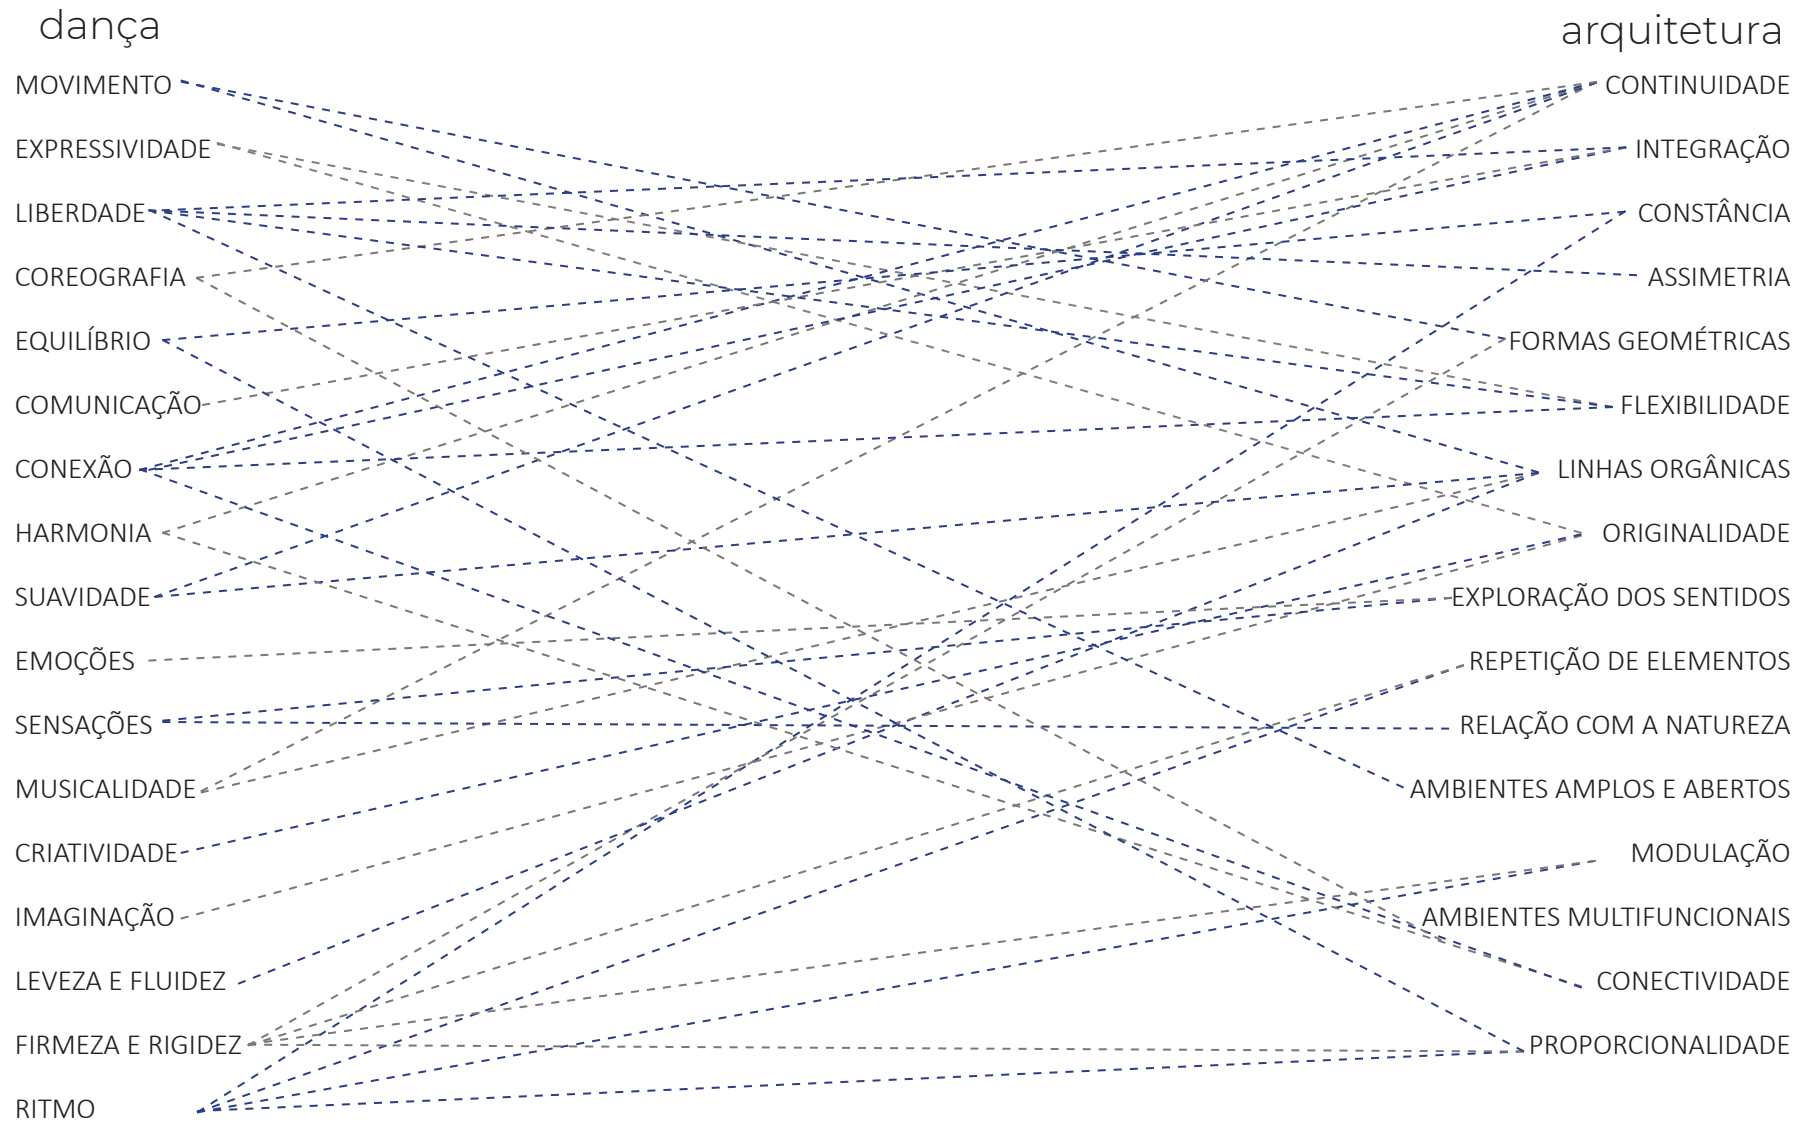 dança
MOVIMENTO
EXPRESSIVIDADE
LIBERDADE
COREOGRAFIA
EQUILÍBRIO
COMUNICAÇÃO
CONEXÃO
HARMONIA
SUAVIDADE
EMOÇÕES
SENSAÇÕES
MUSICALIDADE
CRIATIVIDADE
IMAGINAÇÃO
LEVEZA E FLUIDEZ
FIRMEZA E RIGIDEZ
RITMO
arquitetura
CONTINUIDADE
INTEGRAÇÃO
CONSTÂNCIA
ASSIMETRIA
FORMAS GEOMÉTRICAS
FLEXIBILIDADE
LINHAS ORGÂNICAS
ORIGINALIDADE
EXPLORAÇÃO DOS SENTIDOS
REPETIÇÃO DE ELEMENTOS
RELAÇÃO COM A NATUREZA
AMBIENTES AMPLOS E ABERTOS
MODULAÇÃO
AMBIENTES MULTIFUNCIONAIS
CONECTIVIDADE
PROPORCIONALIDADE